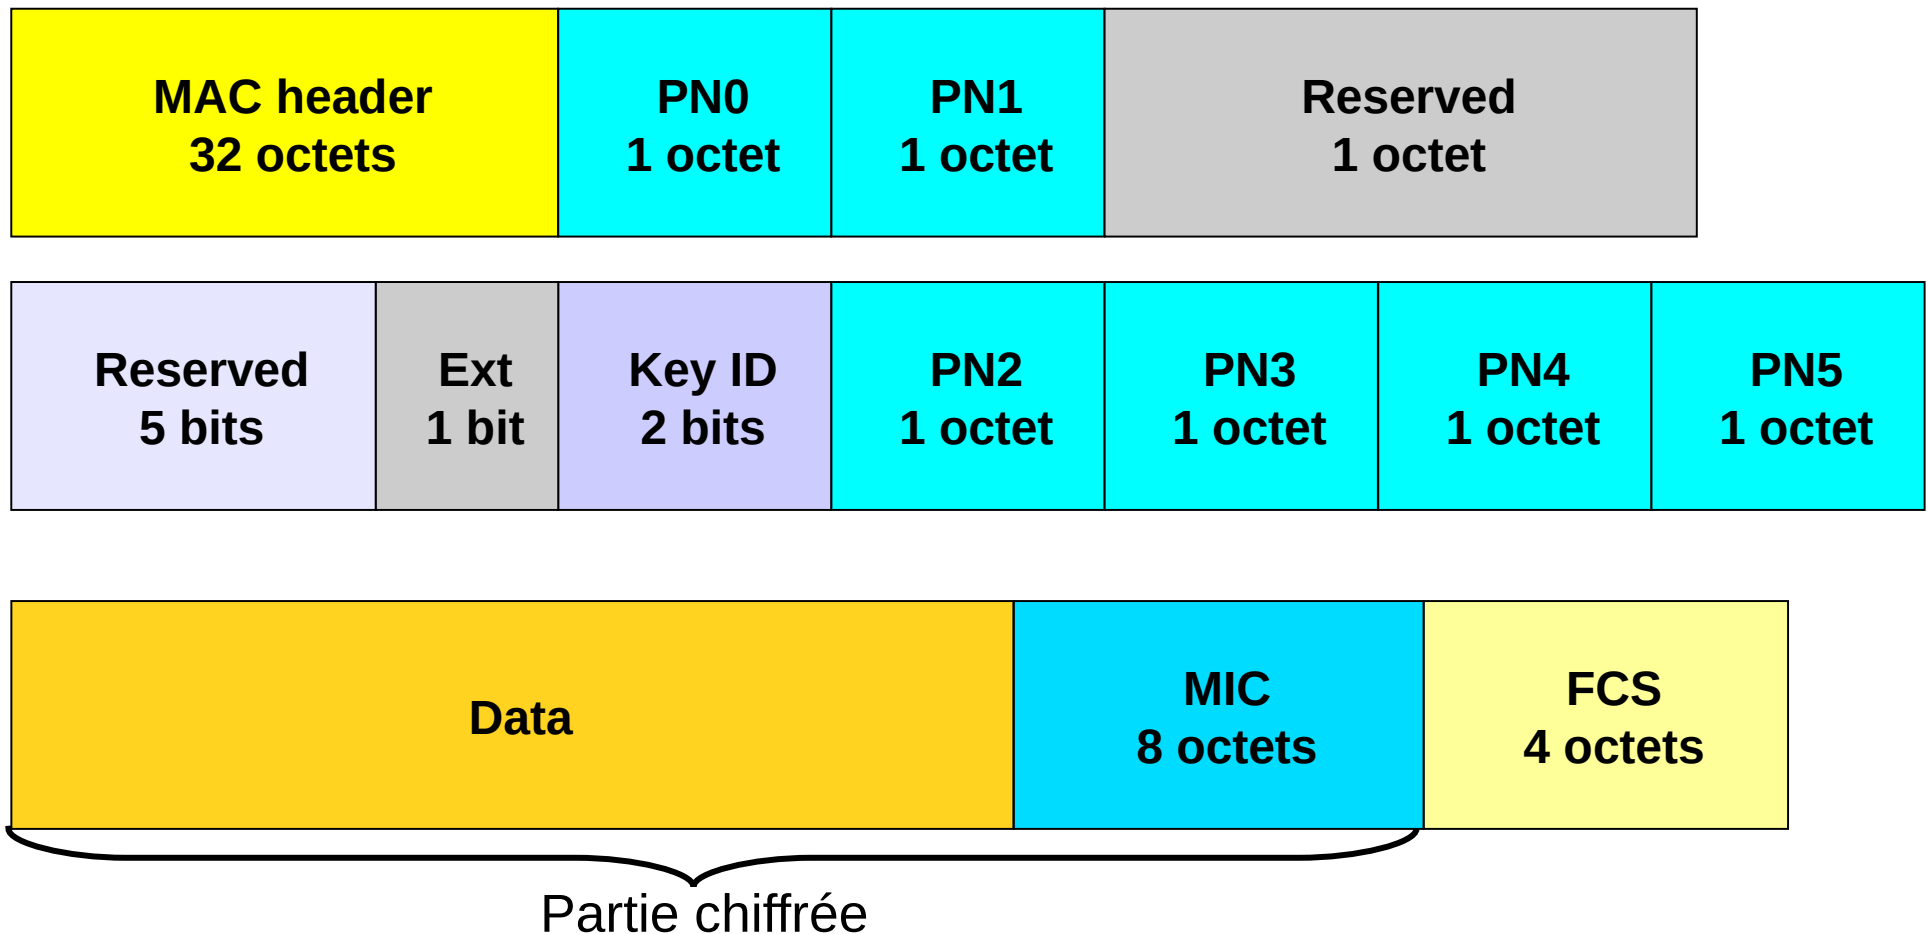 MAC header
32 octets
PN0
1 octet
PN1
1 octet
Reserved
1 octet
Reserved
5 bits
Ext
1 bit
Key ID
2 bits
PN2
1 octet
PN3
1 octet
PN4
1 octet
PN5
1 octet
Data
MIC
8 octets
FCS
4 octets
Partie chiffrée